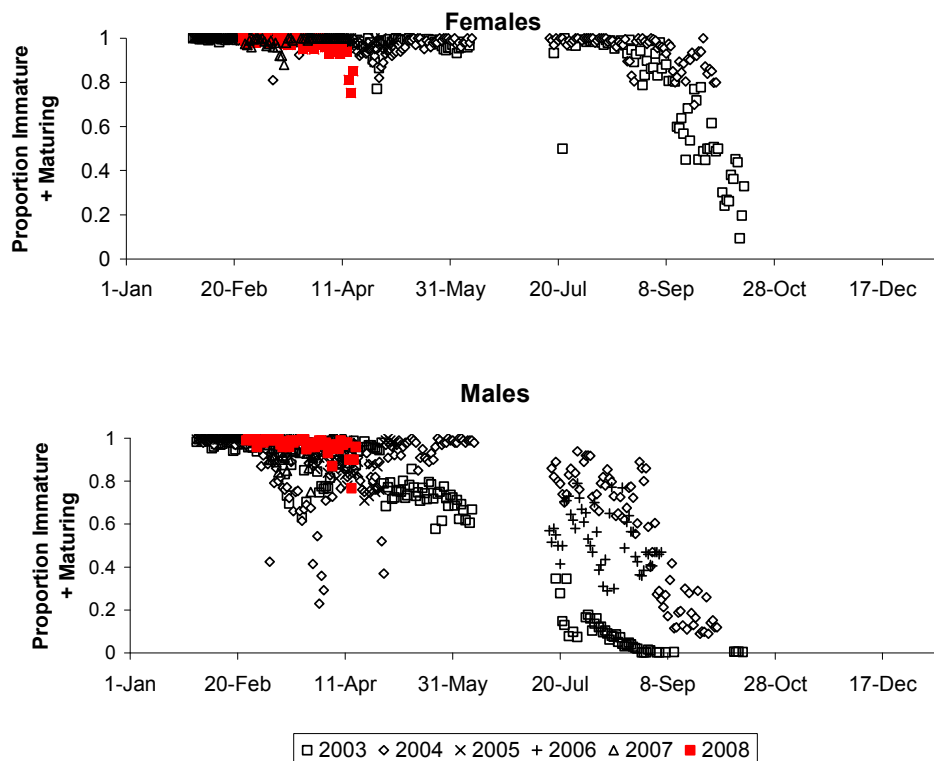 Females
Proportion Immature
+ Maturing
1
0.8
0.6
0.4
0.2
0
1-Jan
20-Feb
11-Apr
31-May
20-Jul
8-Sep
28-Oct
17-Dec
Males
Proportion Immature
+ Maturing
1
0.8
0.6
0.4
0.2
0
1-Jan
20-Feb
11-Apr
31-May
20-Jul
8-Sep
28-Oct
17-Dec
2003 2004 2005 2006 2007 2008